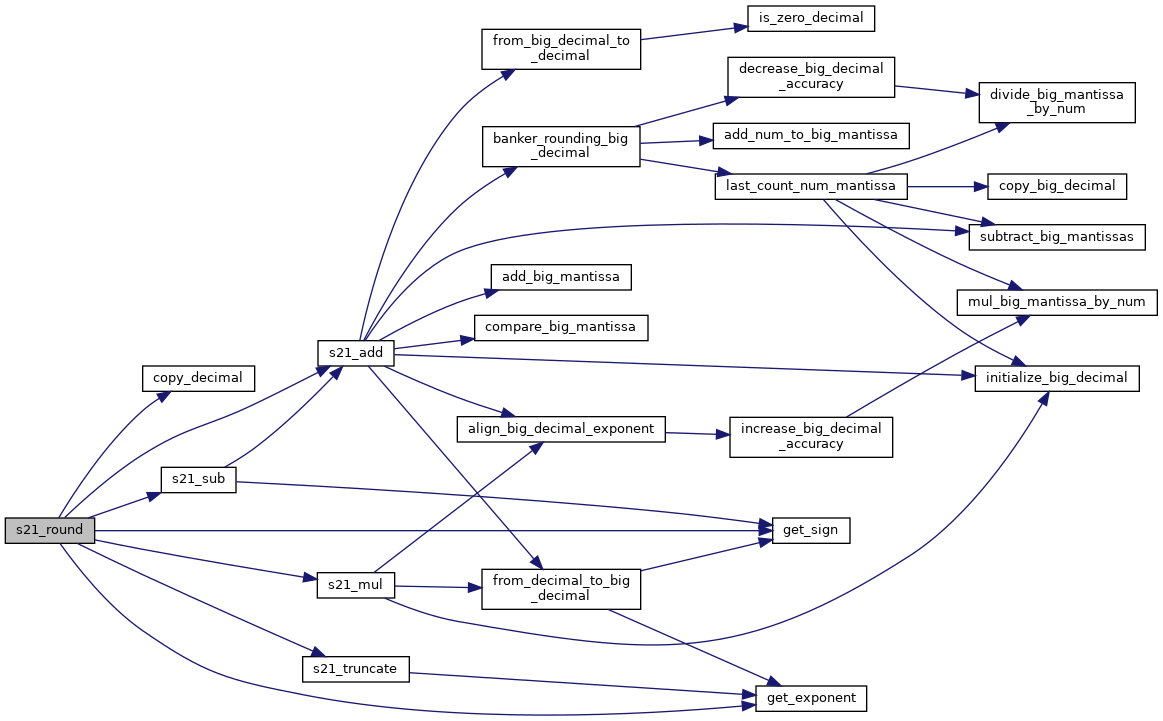 is_zero_decimal
from_big_decimal_to
_decimal
decrease_big_decimal
_accuracy
divide_big_mantissa
_by_num
banker_rounding_big
_decimal
add_num_to_big_mantissa
last_count_num_mantissa
copy_big_decimal
subtract_big_mantissas
add_big_mantissa
mul_big_mantissa_by_num
compare_big_mantissa
s21_add
copy_decimal
initialize_big_decimal
align_big_decimal_exponent
increase_big_decimal
_accuracy
s21_sub
s21_round
get_sign
s21_mul
from_decimal_to_big
_decimal
s21_truncate
get_exponent